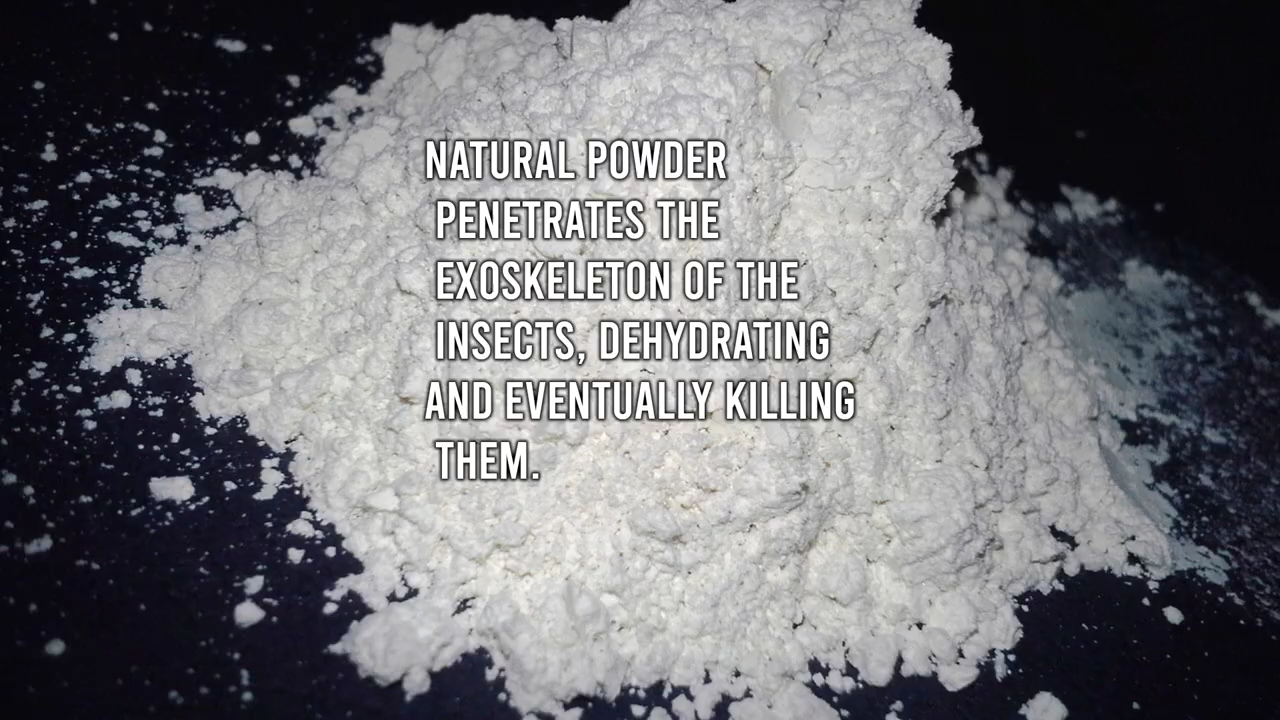 NATURAL POWDER
PENETRATES THE
EXOSKELETON OF THE
INSECTS, DEHYDRATING
AND EVENTUALLY KILLING
THEM.